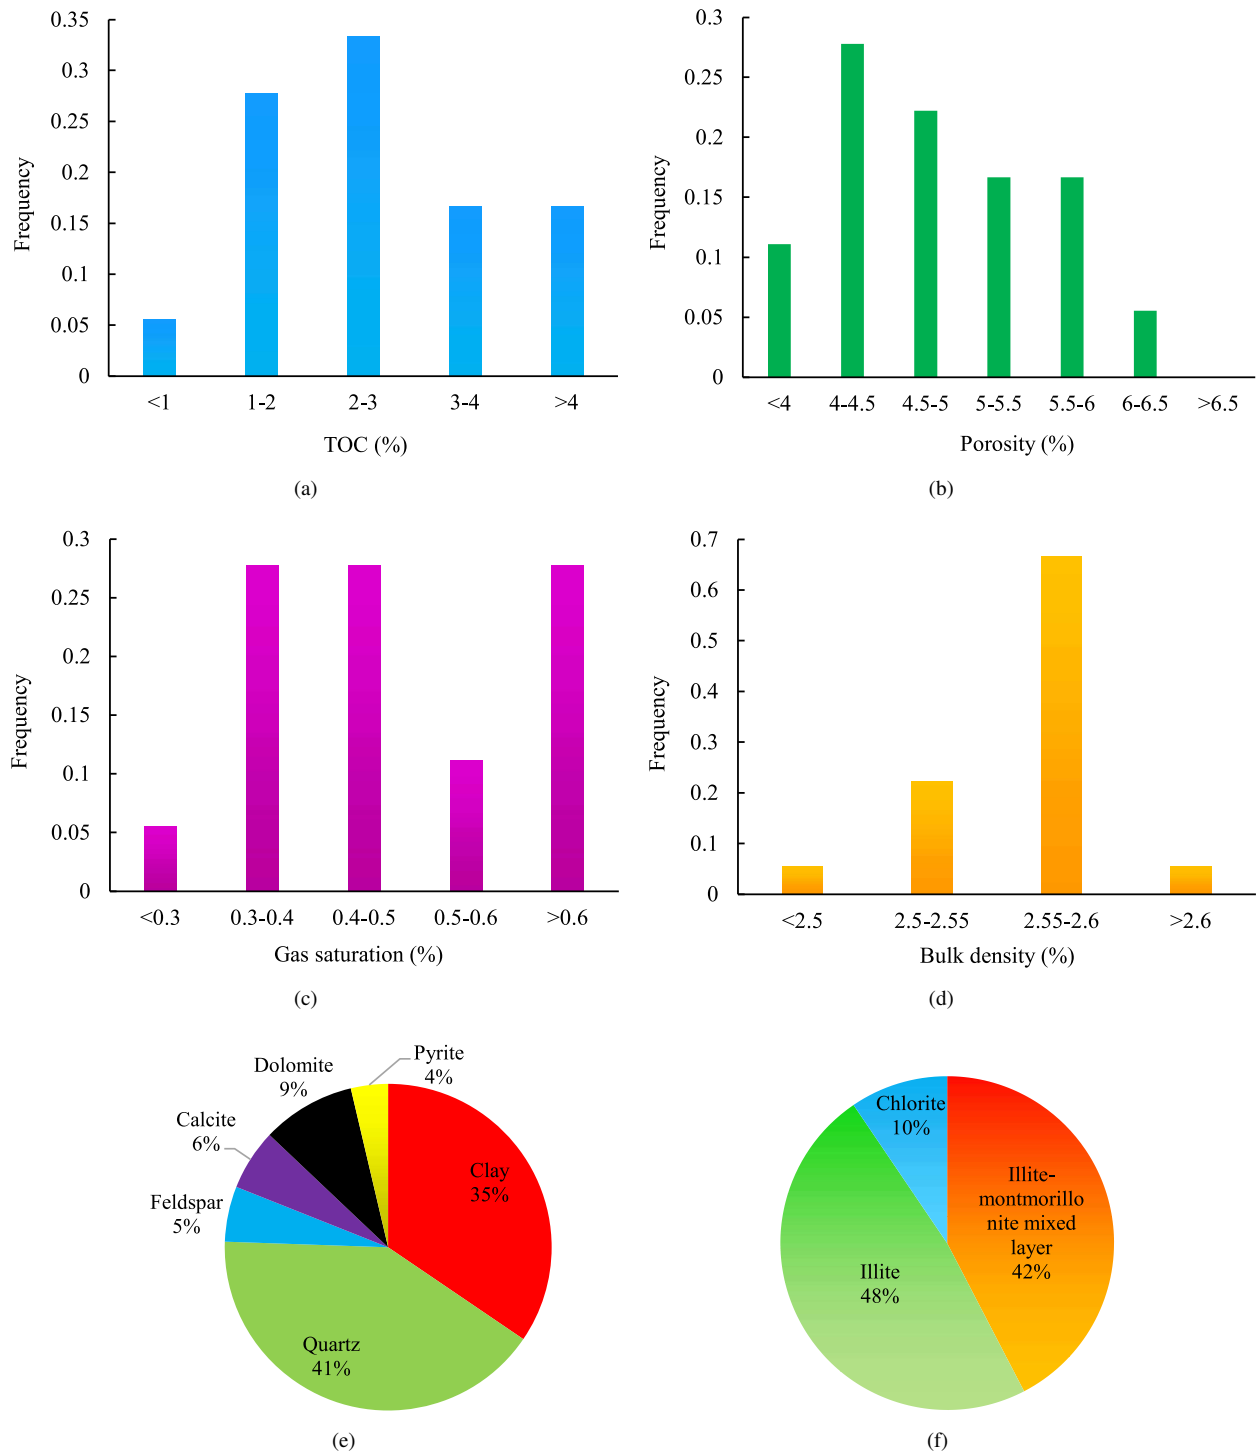 0.35
0.3
0.25
0.2
0.15
0.1
0.05
0
Frequency
<1
1-2
2-3
3-4
>4
TOC (%)
(a)
0.3
0.25
0.2
0.15
0.1
0.05
0
Frequency
<4
4-4.5
4.5-5
5-5.5
5.5-6
6-6.5
>6.5
Porosity (%)
(b)
0.3
0.25
0.2
0.15
0.1
0.05
0
Frequency
<0.3
0.3-0.4
0.4-0.5
0.5-0.6
>0.6
Gas saturation (%)
(c)
0.7
0.6
0.5
0.4
0.3
0.2
0.1
0
Frequency
<2.5
2.5-2.55
2.55-2.6
>2.6
Bulk density (%)
(d)
Pyrite
4%
Dolomite
9%
Calcite
6%
Feldspar
5%
Clay
35%
Quartz
41%
(e)
Chlorite
10%
Illite-
montmorillo
nite mixed
layer
42%
Illite
48%
(f)